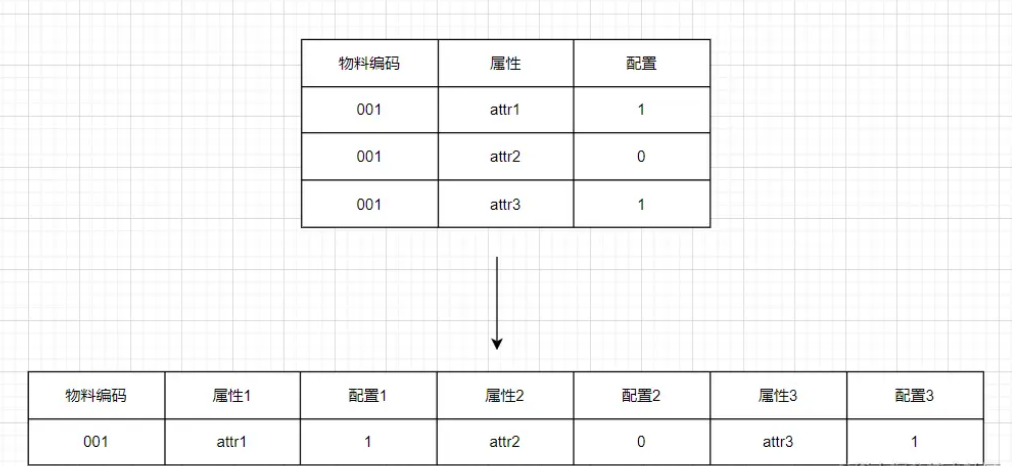 物料编码 属性 配置
001 attr1 1
001 attr2 0
001 attr3 1
物料编码 属性1 配置1 属性2 配置2 属性3 配置3
001 attr1 1 attr2 0 attr3 1